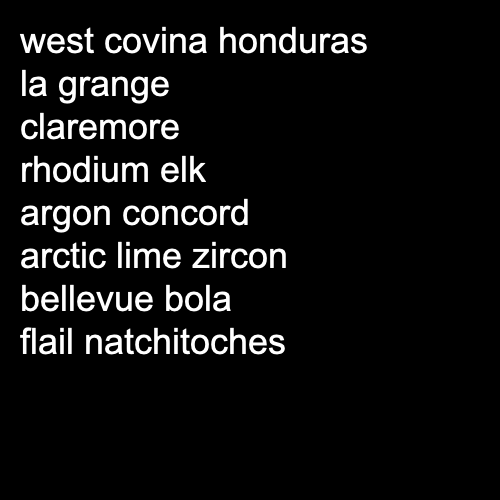 west covina honduras
la grange
claremore
rhodium elk
argon concord
arctic lime zircon
bellevue bola
flail natchitoches